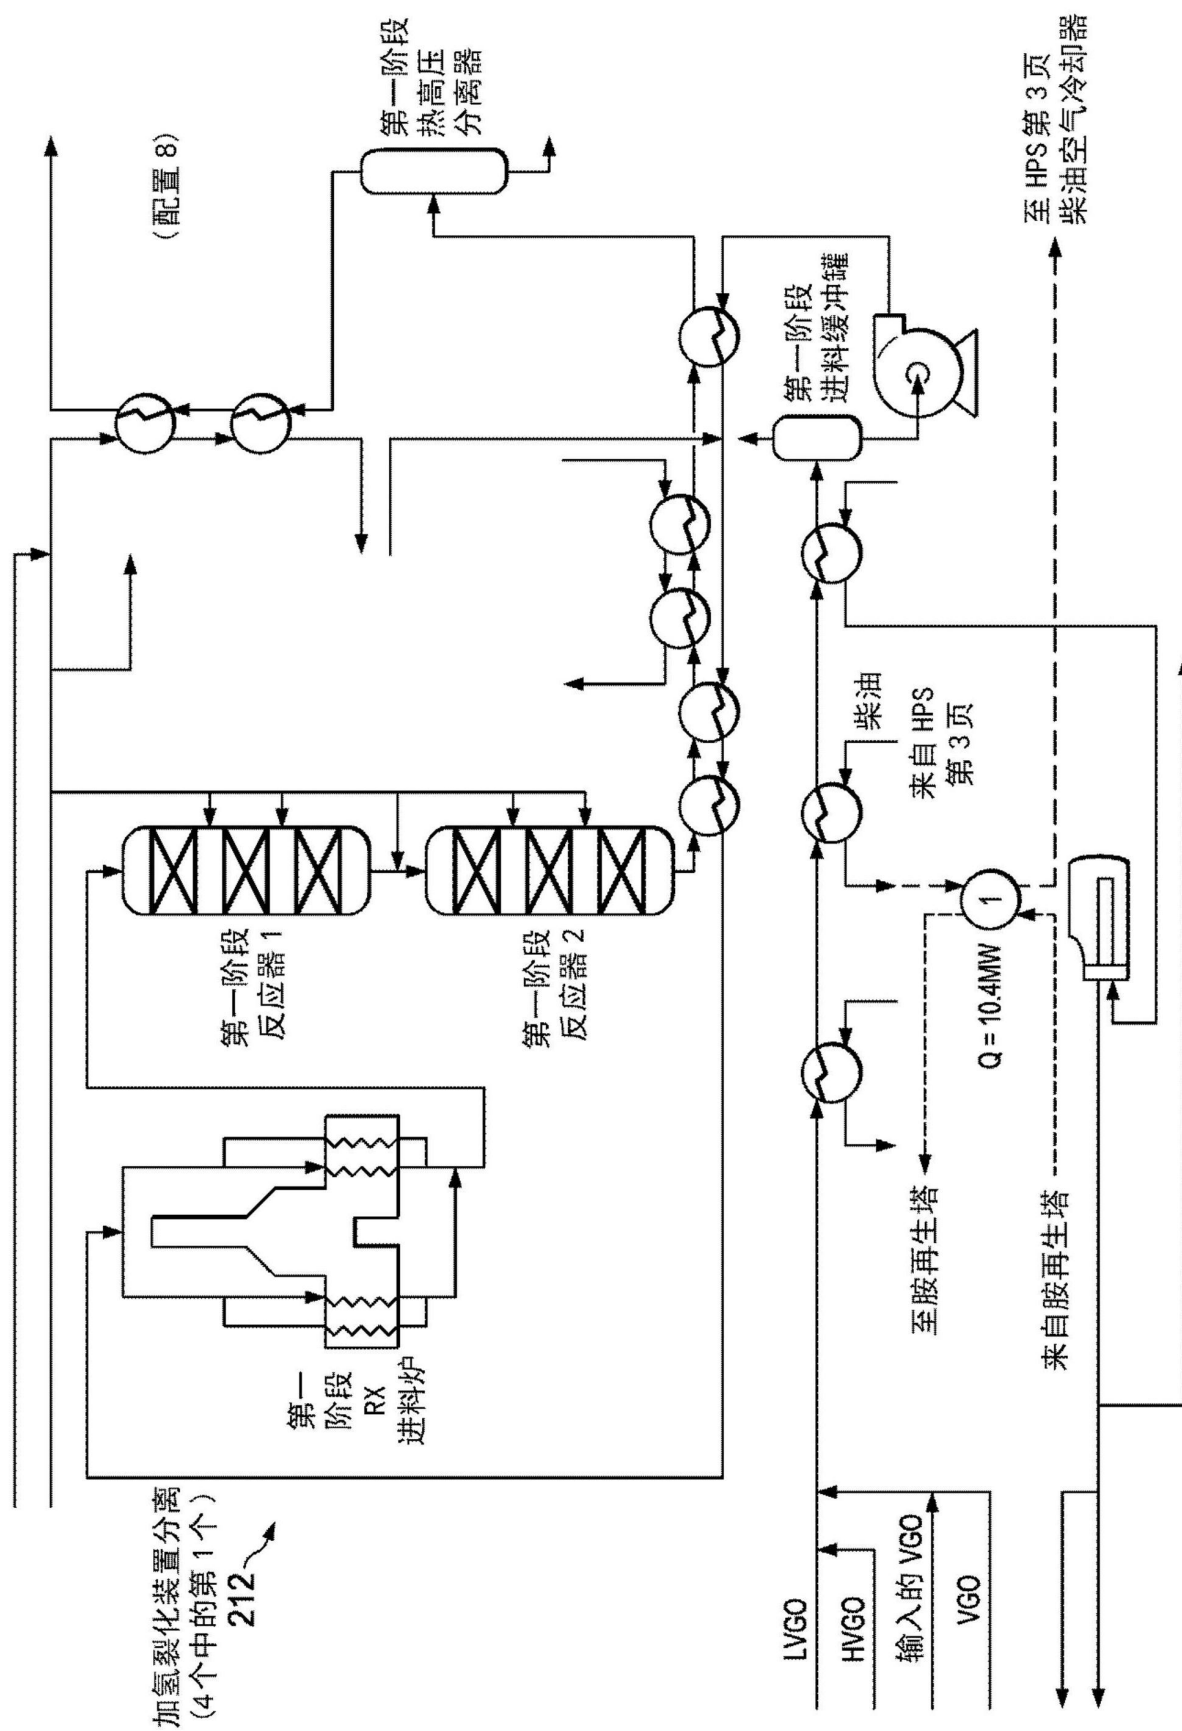 加氢裂化装置分离
(4个中的第1个)
212
(配置 8)
第一
阶段
RX
进料炉
第一阶段
反应器 1
第一阶段
反应器 2
第一阶段
热高压
分离器
LVGO
HVGO
输入的 VGO
VGO
第一阶段
进料缓冲罐
柴油
来自 HPS
第 3 页
至胺再生塔
来自胺再生塔
Q = 10.4MW
1
至 HPS 第 3 页
柴油空气冷却器